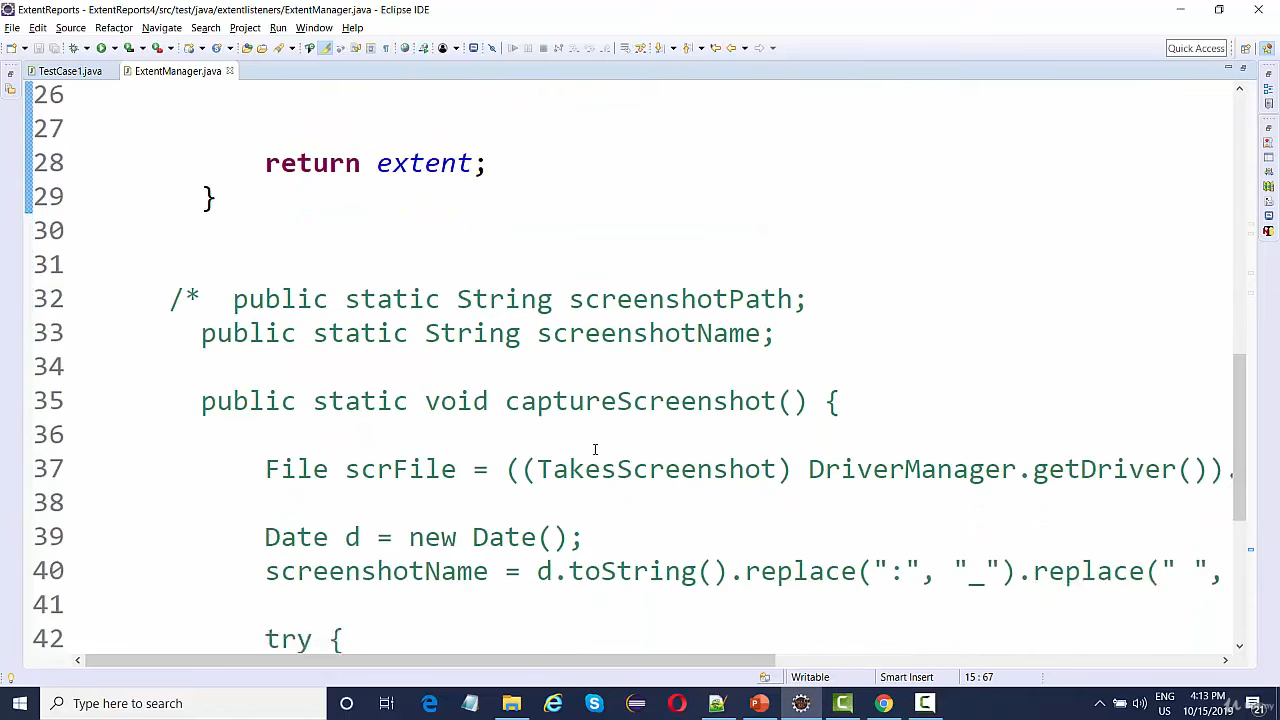 ExtentReports - ExtentReports4/src/test/java/extentlisteners/ExtentManager.java - Eclipse IDE
File Edit Source Refactor Navigate Search Project Run Window Help
Quick Access
TestCase1.java ExtentManager.java
26
27
28 return extent;
29 }
30
31
32 /* public static String screenshotPath;
33 public static String screenshotName;
34
35 public static void captureScreenshot() {
36
37 File scrFile = ((TakesScreenshot) DriverManager.getDriver()).
38
39 Date d = new Date();
40 screenshotName = d.toString().replace(":", "_").replace(" ",
41
42 try {
Writable Smart Insert 15 : 67
Type here to search
ENG 4:13 PM
US 10/15/2019